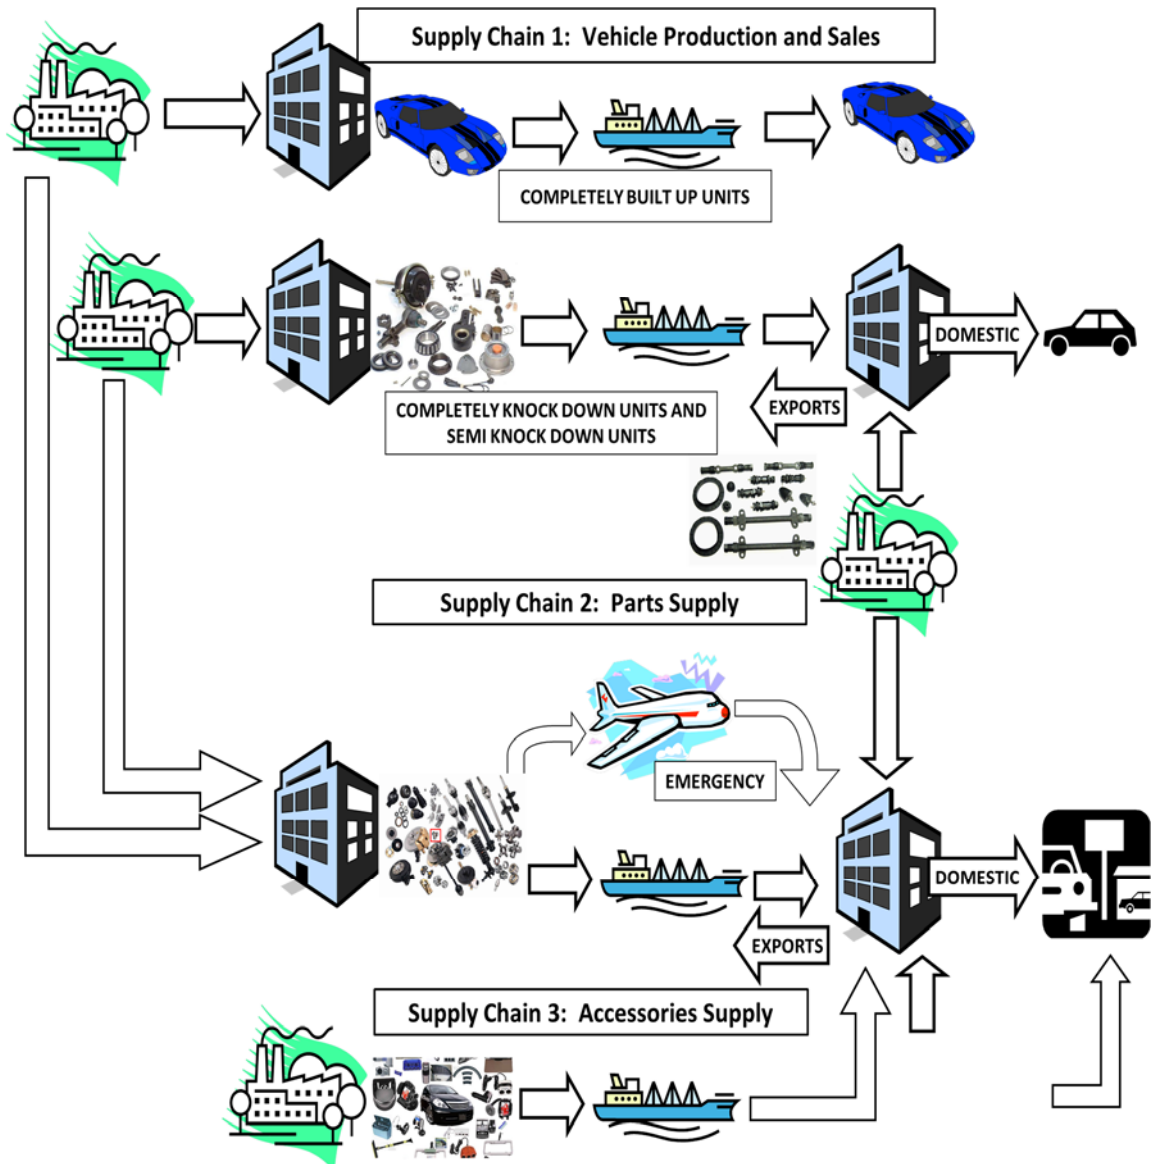 Supply Chain 1:  Vehicle Production and Sales
COMPLETELY BUILT UP UNITS
DOMESTIC
COMPLETELY KNOCK DOWN UNITS AND
SEMI KNOCK DOWN UNITS
EXPORTS
Supply Chain 2:  Parts Supply
EMERGENCY
DOMESTIC
EXPORTS
Supply Chain 3:  Accessories Supply